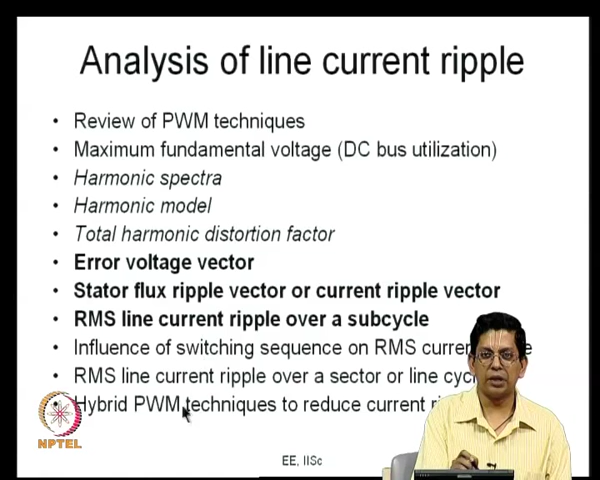 Analysis of line current ripple
• Review of PWM techniques
• Maximum fundamental voltage (DC bus utilization)
• Harmonic spectra
• Harmonic model
• Total harmonic distortion factor
• Error voltage vector
• Stator flux ripple vector or current ripple vector
• RMS line current ripple over a subcycle
• Influence of switching sequence on RMS
• RMS line current ripple over a sector or line
Hybrid PWM techniques to reduce current
NPTEL
EE, IISc